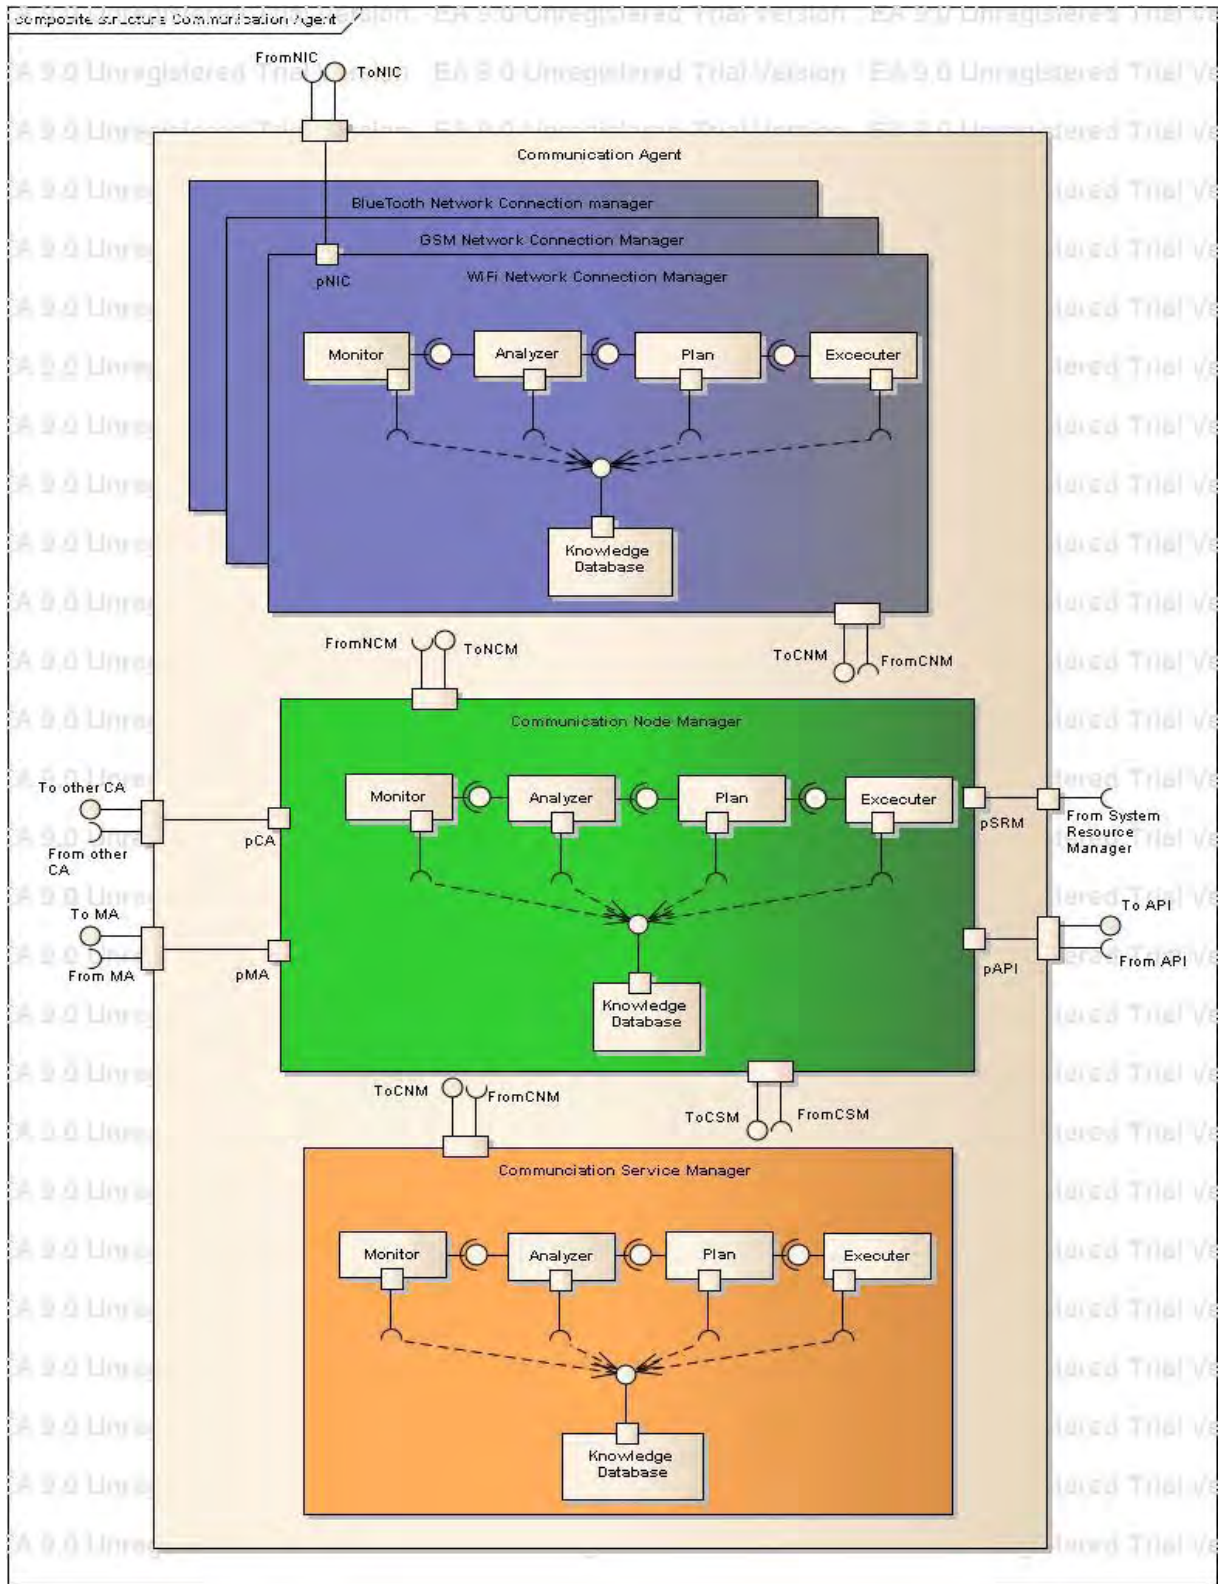 composite structure Communication Agent
EA 9.0 Unregistered Trial Version
FromNIC
ToNIC
Communication Agent
BlueTooth Network Connection manager
GSM Network Connection Manager
WiFi Network Connection Manager
pNIC
Monitor
Analyzer
Plan
Excecuter
Knowledge
Database
FromNCM
ToNCM
ToCNM
FromCNM
Communication Node Manager
To other CA
From other
CA
pCA
Monitor
Analyzer
Plan
Excecuter
pSRM
From System
Resource
Manager
To MA
From MA
pMA
pAPI
To API
From API
Knowledge
Database
ToCNM
FromCNM
ToCSM
FromCSM
Communciation Service Manager
Monitor
Analyzer
Plan
Executer
Knowledge
Database